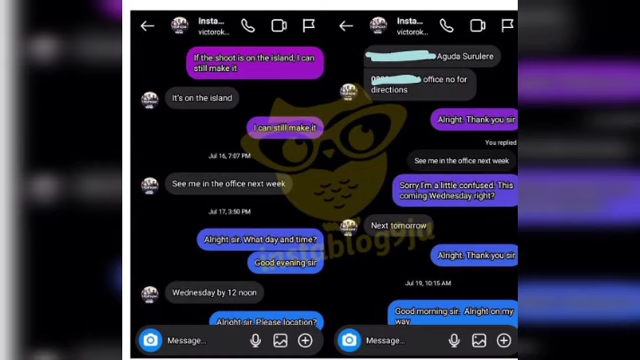 Insta...
victorok...
If the shoot is on the island, I can
still make it
It's on the island
I can still make it
Jul 16, 7:07 PM
See me in the office next week
Jul 17, 3:50 PM
Alright sir. What day and time?
Good evening sir
Wednesday by 12 noon
Alright sir. Please location?
Message...
Insta...
victorok...
Aguda Surulere
office no for
directions
Alright. Thank you sir
You replied
See me in the office next week
Sorry I'm a little confused. This
coming Wednesday right?
Next tomorrow
Alright. Thank you sir
Jul 19, 10:15 AM
Good morning sir. Alright on my
way
Message...
instablog9ja